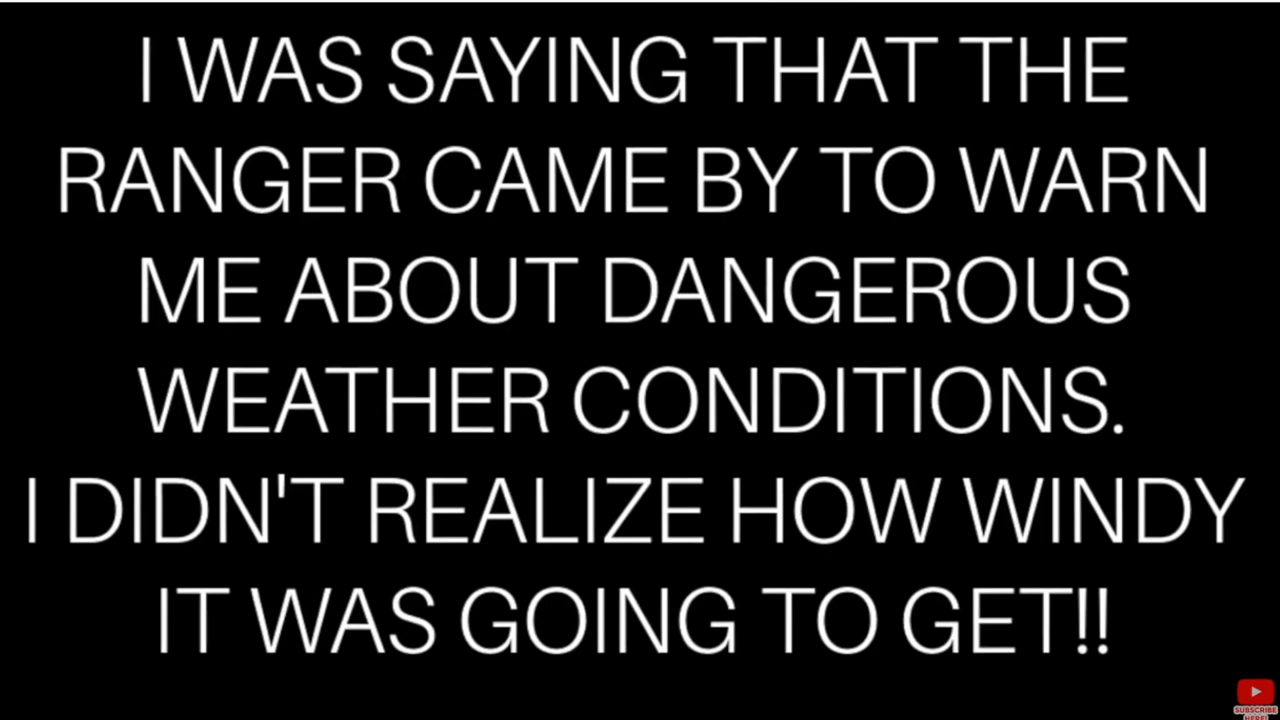 I WAS SAYING THAT THE
RANGER CAME BY TO WARN
ME ABOUT DANGEROUS
WEATHER CONDITIONS.
I DIDN'T REALIZE HOW WINDY
IT WAS GOING TO GET!!
SUBSCRIBE
HERE!